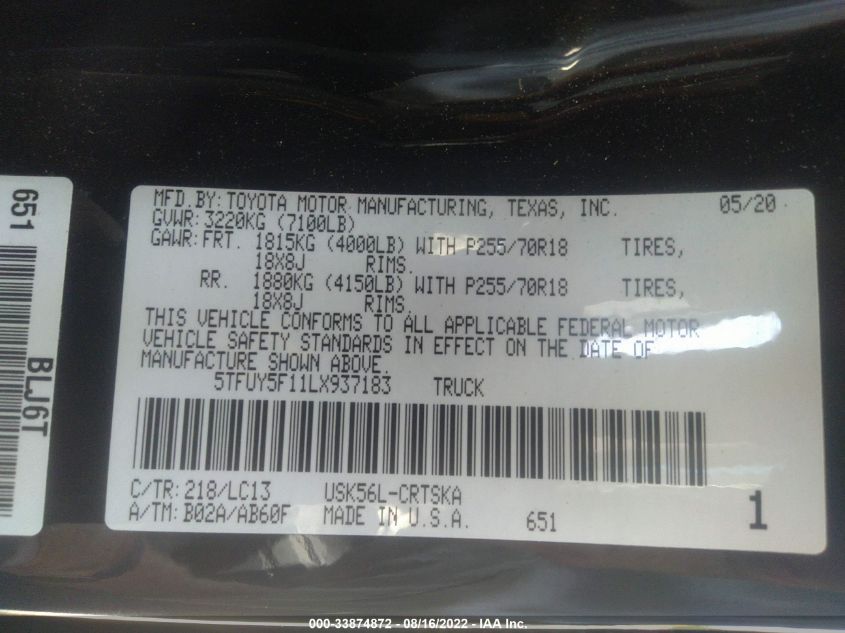 651
BLJ6T
MFD.BY: TOYOTA MOTOR MANUFACTURING, TEXAS, INC. 05/20
GVWR: 3220KG (7100LB)
GAWR: FRT. 1815KG (4000LB) WITH P255/70R18 TIRES,
18X8J RIMS.
RR. 1880KG (4150LB) WITH P255/70R18 TIRES,
18X8J RIMS.
THIS VEHICLE CONFORMS TO ALL APPLICABLE FEDERAL MOTOR
VEHICLE SAFETY STANDARDS IN EFFECT ON THE DATE OF
MANUFACTURE SHOWN ABOVE.
5TFUY5F11LX937183 TRUCK
C/TR: 218/LC13 USK56L-CRTSKA
A/TM: B02A/AB60F MADE IN U.S.A. 651 1
000-33874872 - 08/16/2022 - IAA Inc.